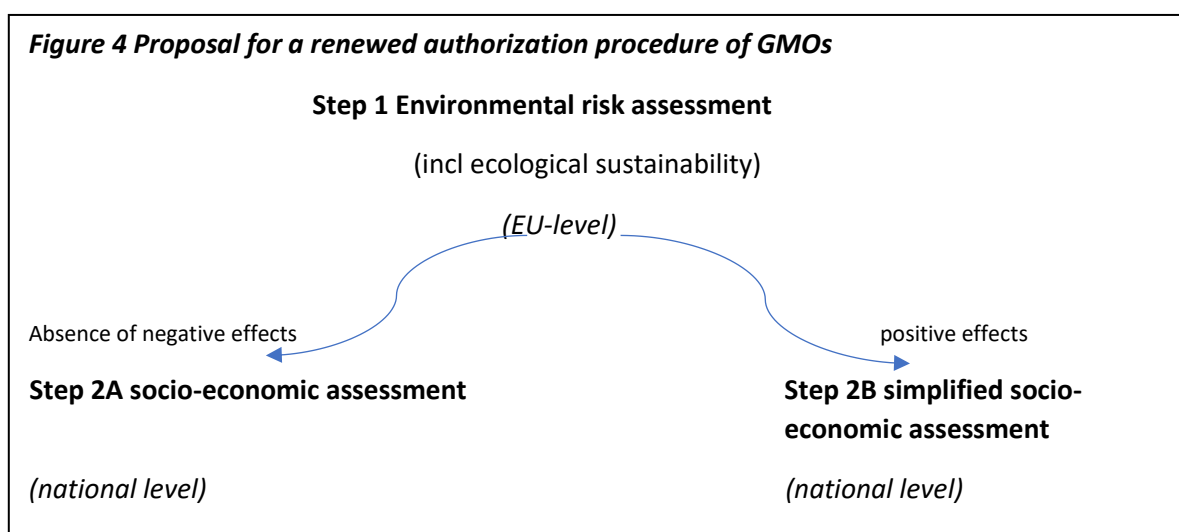 Figure 4 Proposal for a renewed authorization procedure of GMOs
Step 1 Environmental risk assessment
(incl ecological sustainability)
(EU-level)
Absence of negative effects
positive effects
Step 2A socio-economic assessment
Step 2B simplified socio-
economic assessment
(national level)
(national level)